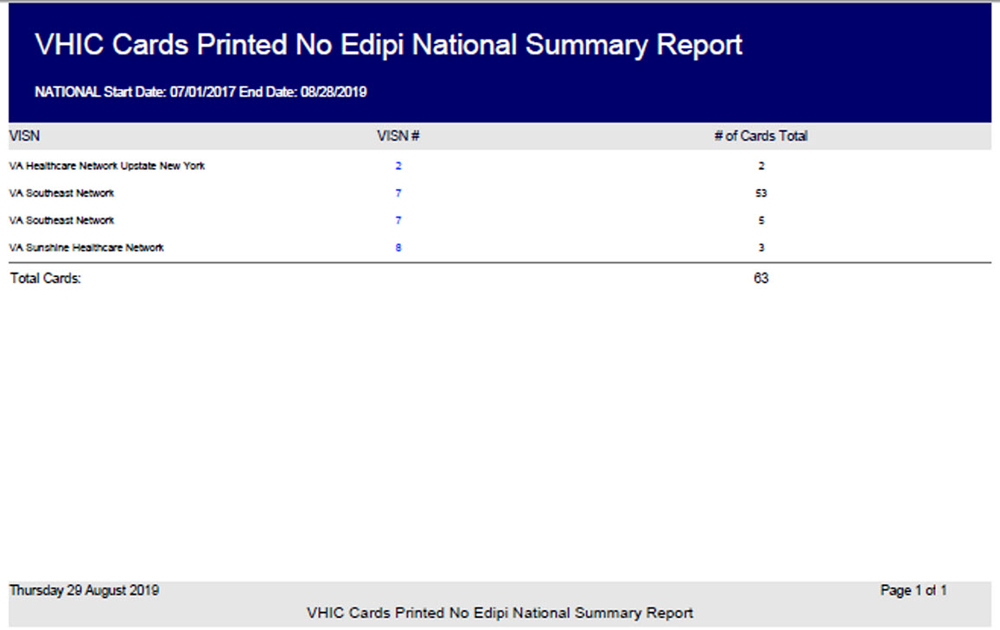 VHIC Cards Printed No Edipi National Summary Report
NATIONAL Start Date: 07/01/2017 End Date: 08/28/2019
VISN VISN # # of Cards Total
VA Healthcare Network Upstate New York 2 2
VA Southeast Network 7 53
VA Southeast Network 7 5
VA Sunshine Healthcare Network 8 3
Total Cards: 63
Thursday 29 August 2019 Page 1 of 1
VHIC Cards Printed No Edipi National Summary Report